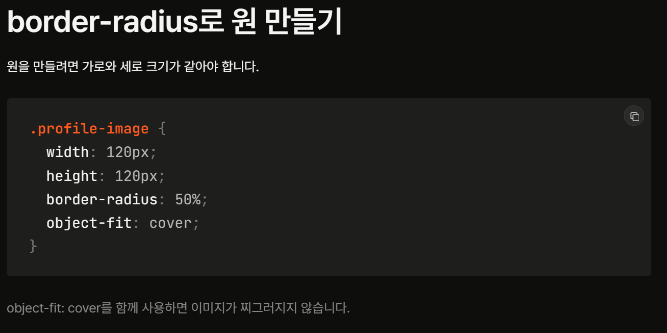 border-radius로 원 만들기
원을 만들려면 가로와 세로 크기가 같아야 합니다.
.profile-image {
  width: 120px;
  height: 120px;
  border-radius: 50%;
  object-fit: cover;
}
object-fit: cover를 함께 사용하면 이미지가 찌그러지지 않습니다.